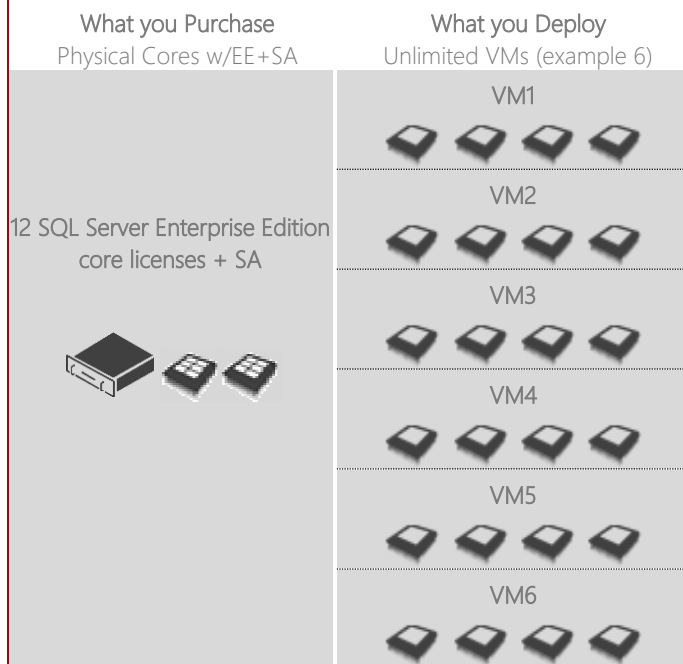 What you Purchase
Physical Cores w/EE+SA
What you Deploy
Unlimited VMs (example 6)
12 SQL Server Enterprise Edition
core licenses + SA
VM1
VM2
VM3
VM4
VM5
VM6